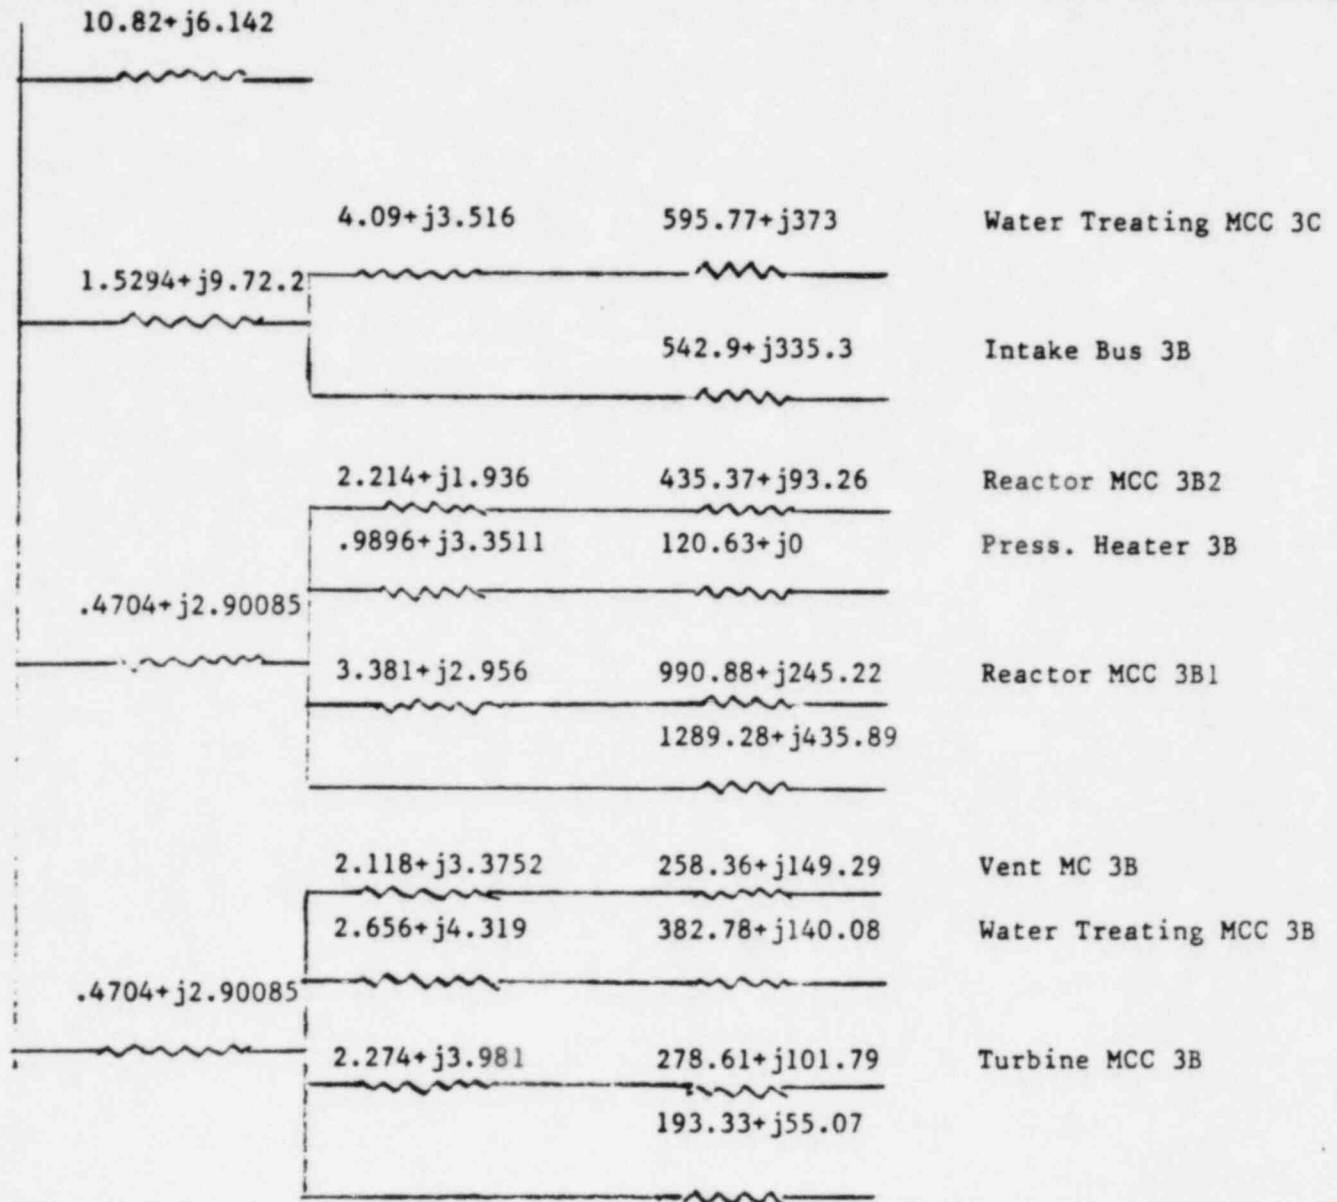 10.82+j6.142
4.09+j3.516 595.77+j373 Water Treating MCC 3C
1.5294+j9.72.2
542.9+j335.3 Intake Bus 3B
2.214+j1.936 435.37+j93.26 Reactor MCC 3B2
.9896+j3.3511 120.63+j0 Press. Heater 3B
.4704+j2.90085
3.381+j2.956 990.88+j245.22 Reactor MCC 3B1
1289.28+j435.89
2.118+j3.3752 258.36+j149.29 Vent MC 3B
2.656+j4.319 382.78+j140.08 Water Treating MCC 3B
.4704+j2.90085
2.274+j3.981 278.61+j101.79 Turbine MCC 3B
193.33+j55.07